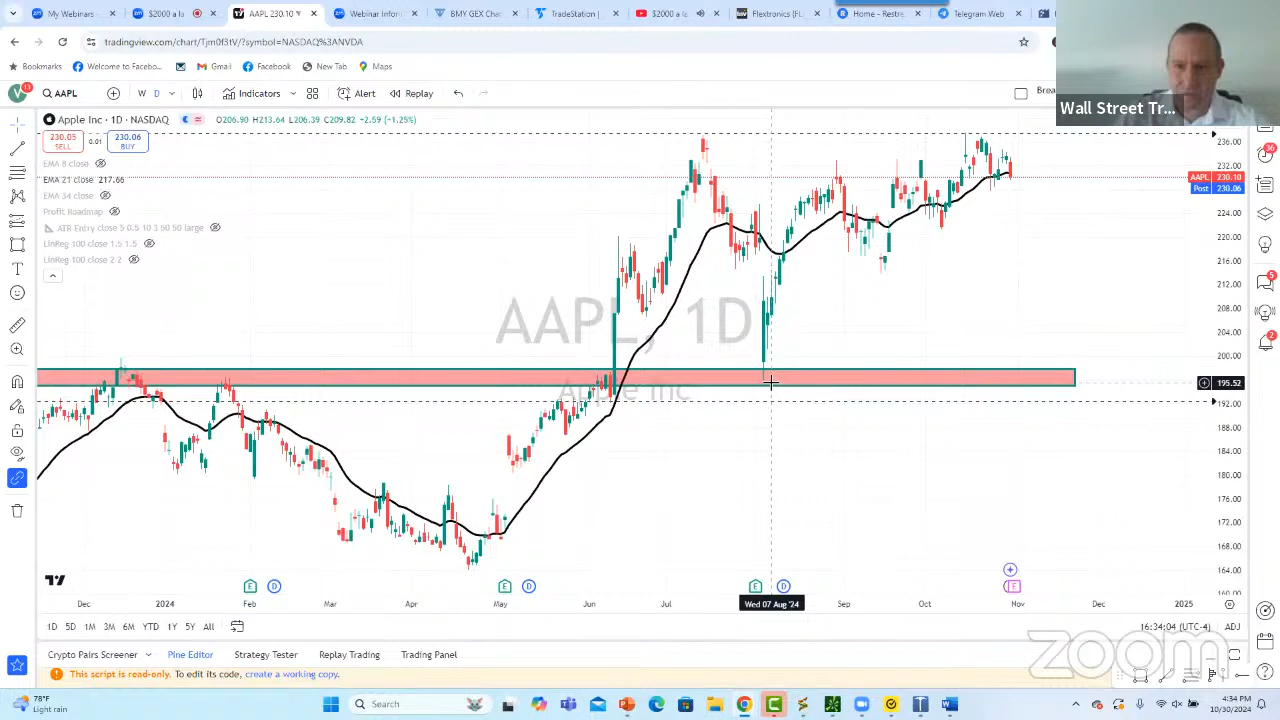 AAPL 230.10
Webinar Infor
$BMY GEX Char
TradeStation
$2000 a
Flextronics [FL
Home - Restre
Telegram Web
tradingview.com/chart/Tjm0f3tV/?symbol=NASDAQ%3ANVDA
Bookmarks
Welcome to Facebo...
Gmail
Facebook
New Tab
Maps
V
AAPL
W
D
Indicators
Alert
Replay
Brea
Wall Street Tr...
Apple Inc · 1D · NASDAQ
O206.90 H213.64 L206.39 C209.82 +2.59 (+1.25%)
230.05
SELL
0.01
230.06
BUY
EMA 8 close
EMA 21 close 217.66
EMA 34 close
Profit Roadmap
ATR Entry close 5 0.5 10 3 50 50 large
LinReg 100 close 1.5 1.5
LinReg 100 close 2 2
AAPL, 1D
Apple Inc
236.00
232.00
AAPL 230.10
Post 230.06
224.00
220.00
216.00
212.00
208.00
204.00
200.00
195.52
192.00
188.00
184.00
180.00
176.00
172.00
168.00
164.00
160.00
36
5
2
E D E D E D E
Dec 2024 Feb Mar Apr May Jun Jul Wed 07 Aug '24 Sep Oct Nov Dec 2025
1D 5D 1M 3M 6M YTD 1Y 5Y All
16:34:04 (UTC-4) ADJ
zoom
Crypto Pairs Screener
Pine Editor
Strategy Tester
Replay Trading
Trading Panel
This script is read-only. To edit its code, create a working copy.
78°F
Light rain
Search
4:34 PM
10/30/2024